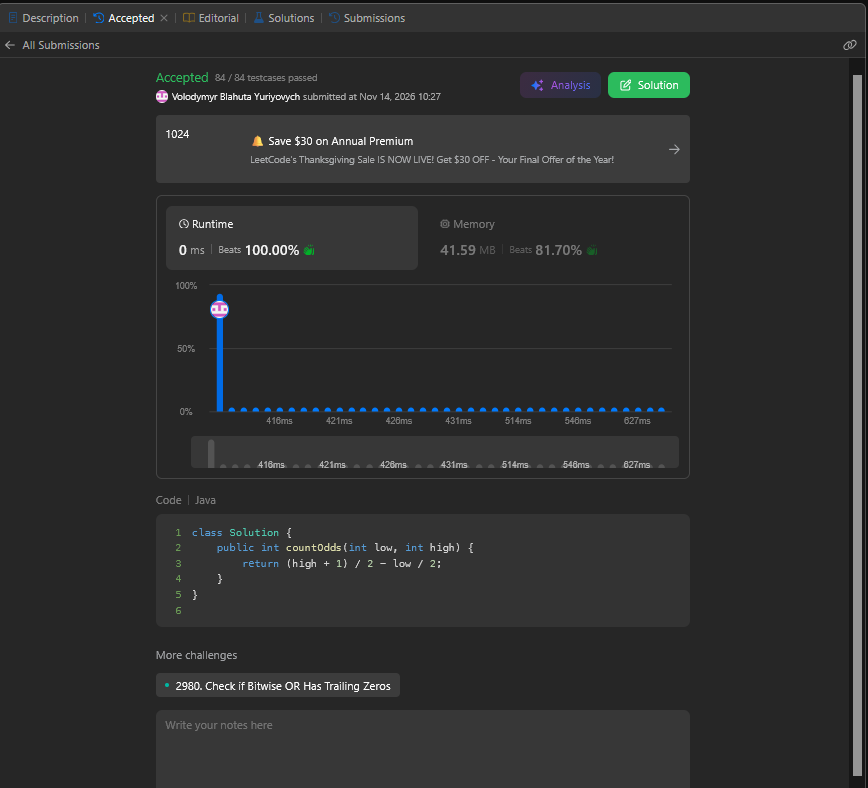 Description | Accepted × | Editorial | Solutions | Submissions
← All Submissions
Accepted 84 / 84 testcases passed
Volodymyr Blahuta Yuriyovych submitted at Nov 14, 2026 10:27
Analysis
Solution
1024
Save $30 on Annual Premium
LeetCode's Thanksgiving Sale IS NOW LIVE! Get $30 OFF - Your Final Offer of the Year!
Runtime
0 ms | Beats 100.00%
Memory
41.59 MB | Beats 81.70%
100%
50%
0%
416ms 421ms 426ms 431ms 514ms 546ms 627ms
416ms 421ms 426ms 431ms 514ms 546ms 627ms
Code | Java
1 class Solution {
2     public int countOdds(int low, int high) {
3         return (high + 1) / 2 - low / 2;
4     }
5 }
6
More challenges
2980. Check if Bitwise OR Has Trailing Zeros
Write your notes here